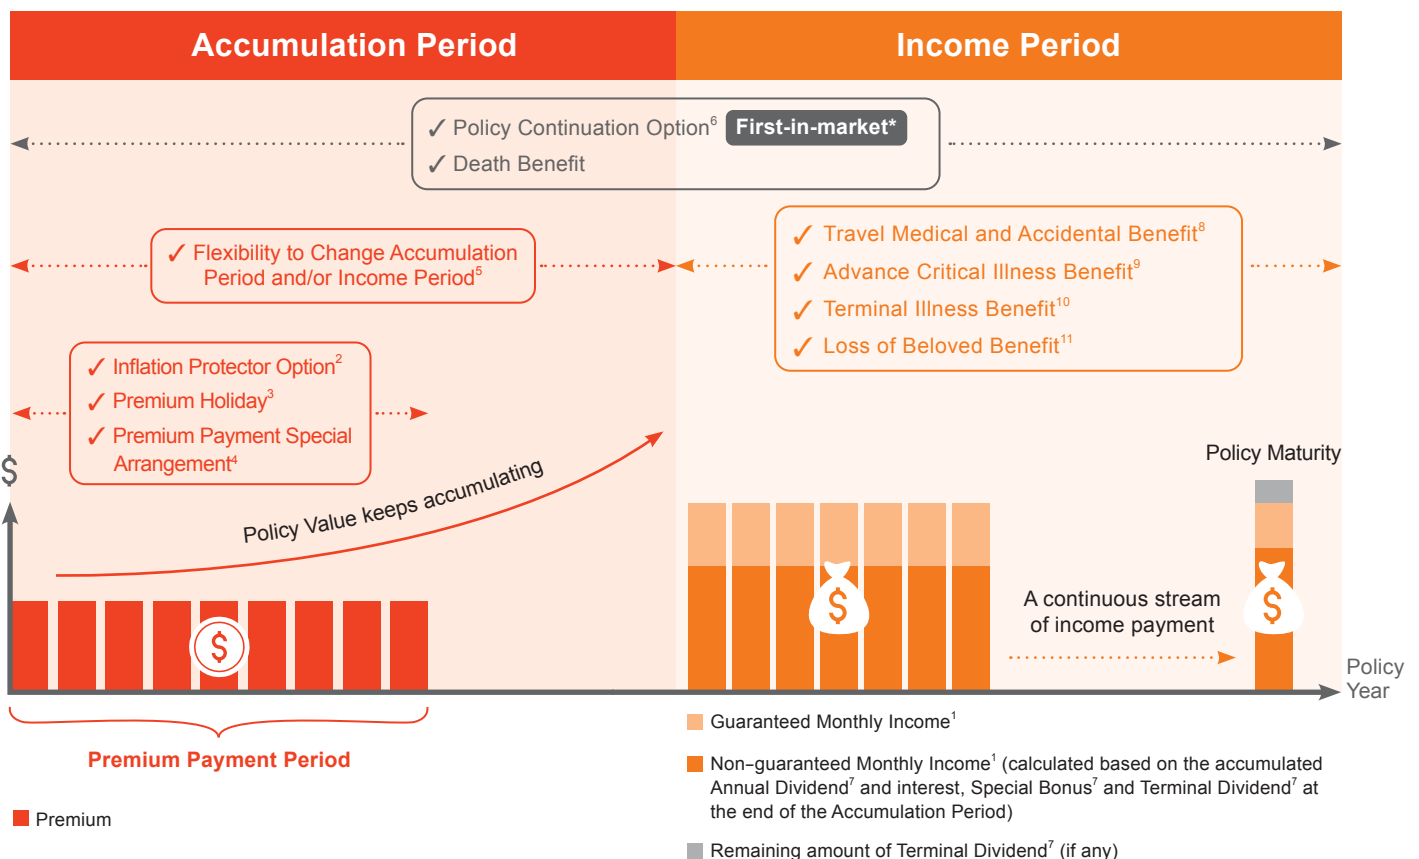 Accumulation Period
Income Period
✓ Policy Continuation Option⁶ First-in-market*
✓ Death Benefit
✓ Flexibility to Change Accumulation
Period and/or Income Period⁵
✓ Travel Medical and Accidental Benefit⁸
✓ Advance Critical Illness Benefit⁹
✓ Terminal Illness Benefit¹⁰
✓ Loss of Beloved Benefit¹¹
✓ Inflation Protector Option²
✓ Premium Holiday³
✓ Premium Payment Special
Arrangement⁴
$
Policy Value keeps accumulating
Policy Maturity
$
$
$
A continuous stream
of income payment
Policy
Year
Premium Payment Period
Premium
Guaranteed Monthly Income¹
Non-guaranteed Monthly Income¹ (calculated based on the accumulated
Annual Dividend⁷ and interest, Special Bonus⁷ and Terminal Dividend⁷ at
the end of the Accumulation Period)
Remaining amount of Terminal Dividend⁷ (if any)